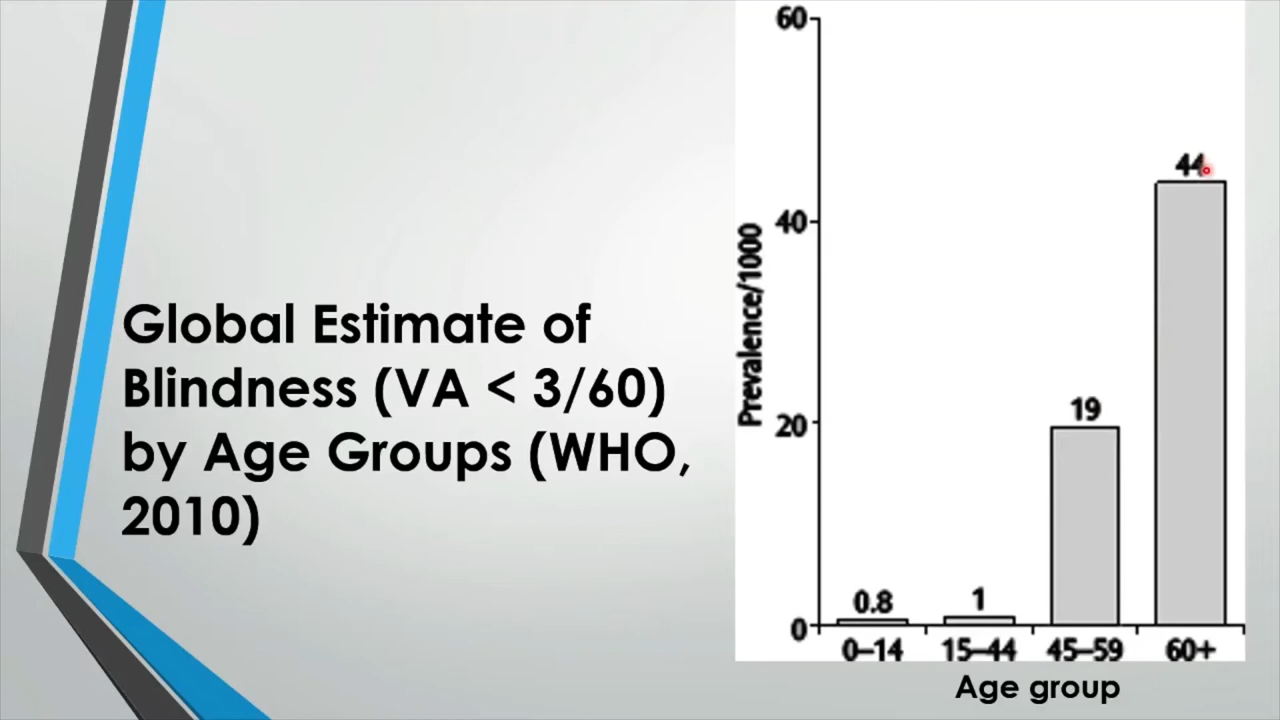 Global Estimate of
Blindness (VA < 3/60)
by Age Groups (WHO,
2010)
Prevalence/1000
60
40
20
0
0.8
1
19
44
0–14
15–44
45–59
60+
Age group